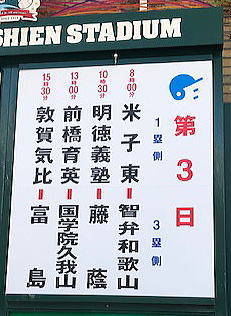 SHIEN STADIUM
第3日
1塁側
3塁側
8時00分
米子東=智弁和歌山
10時30分
明徳義塾=藤蔭
13時00分
前橋育英=国学院久我山
15時30分
敦賀気比=富島